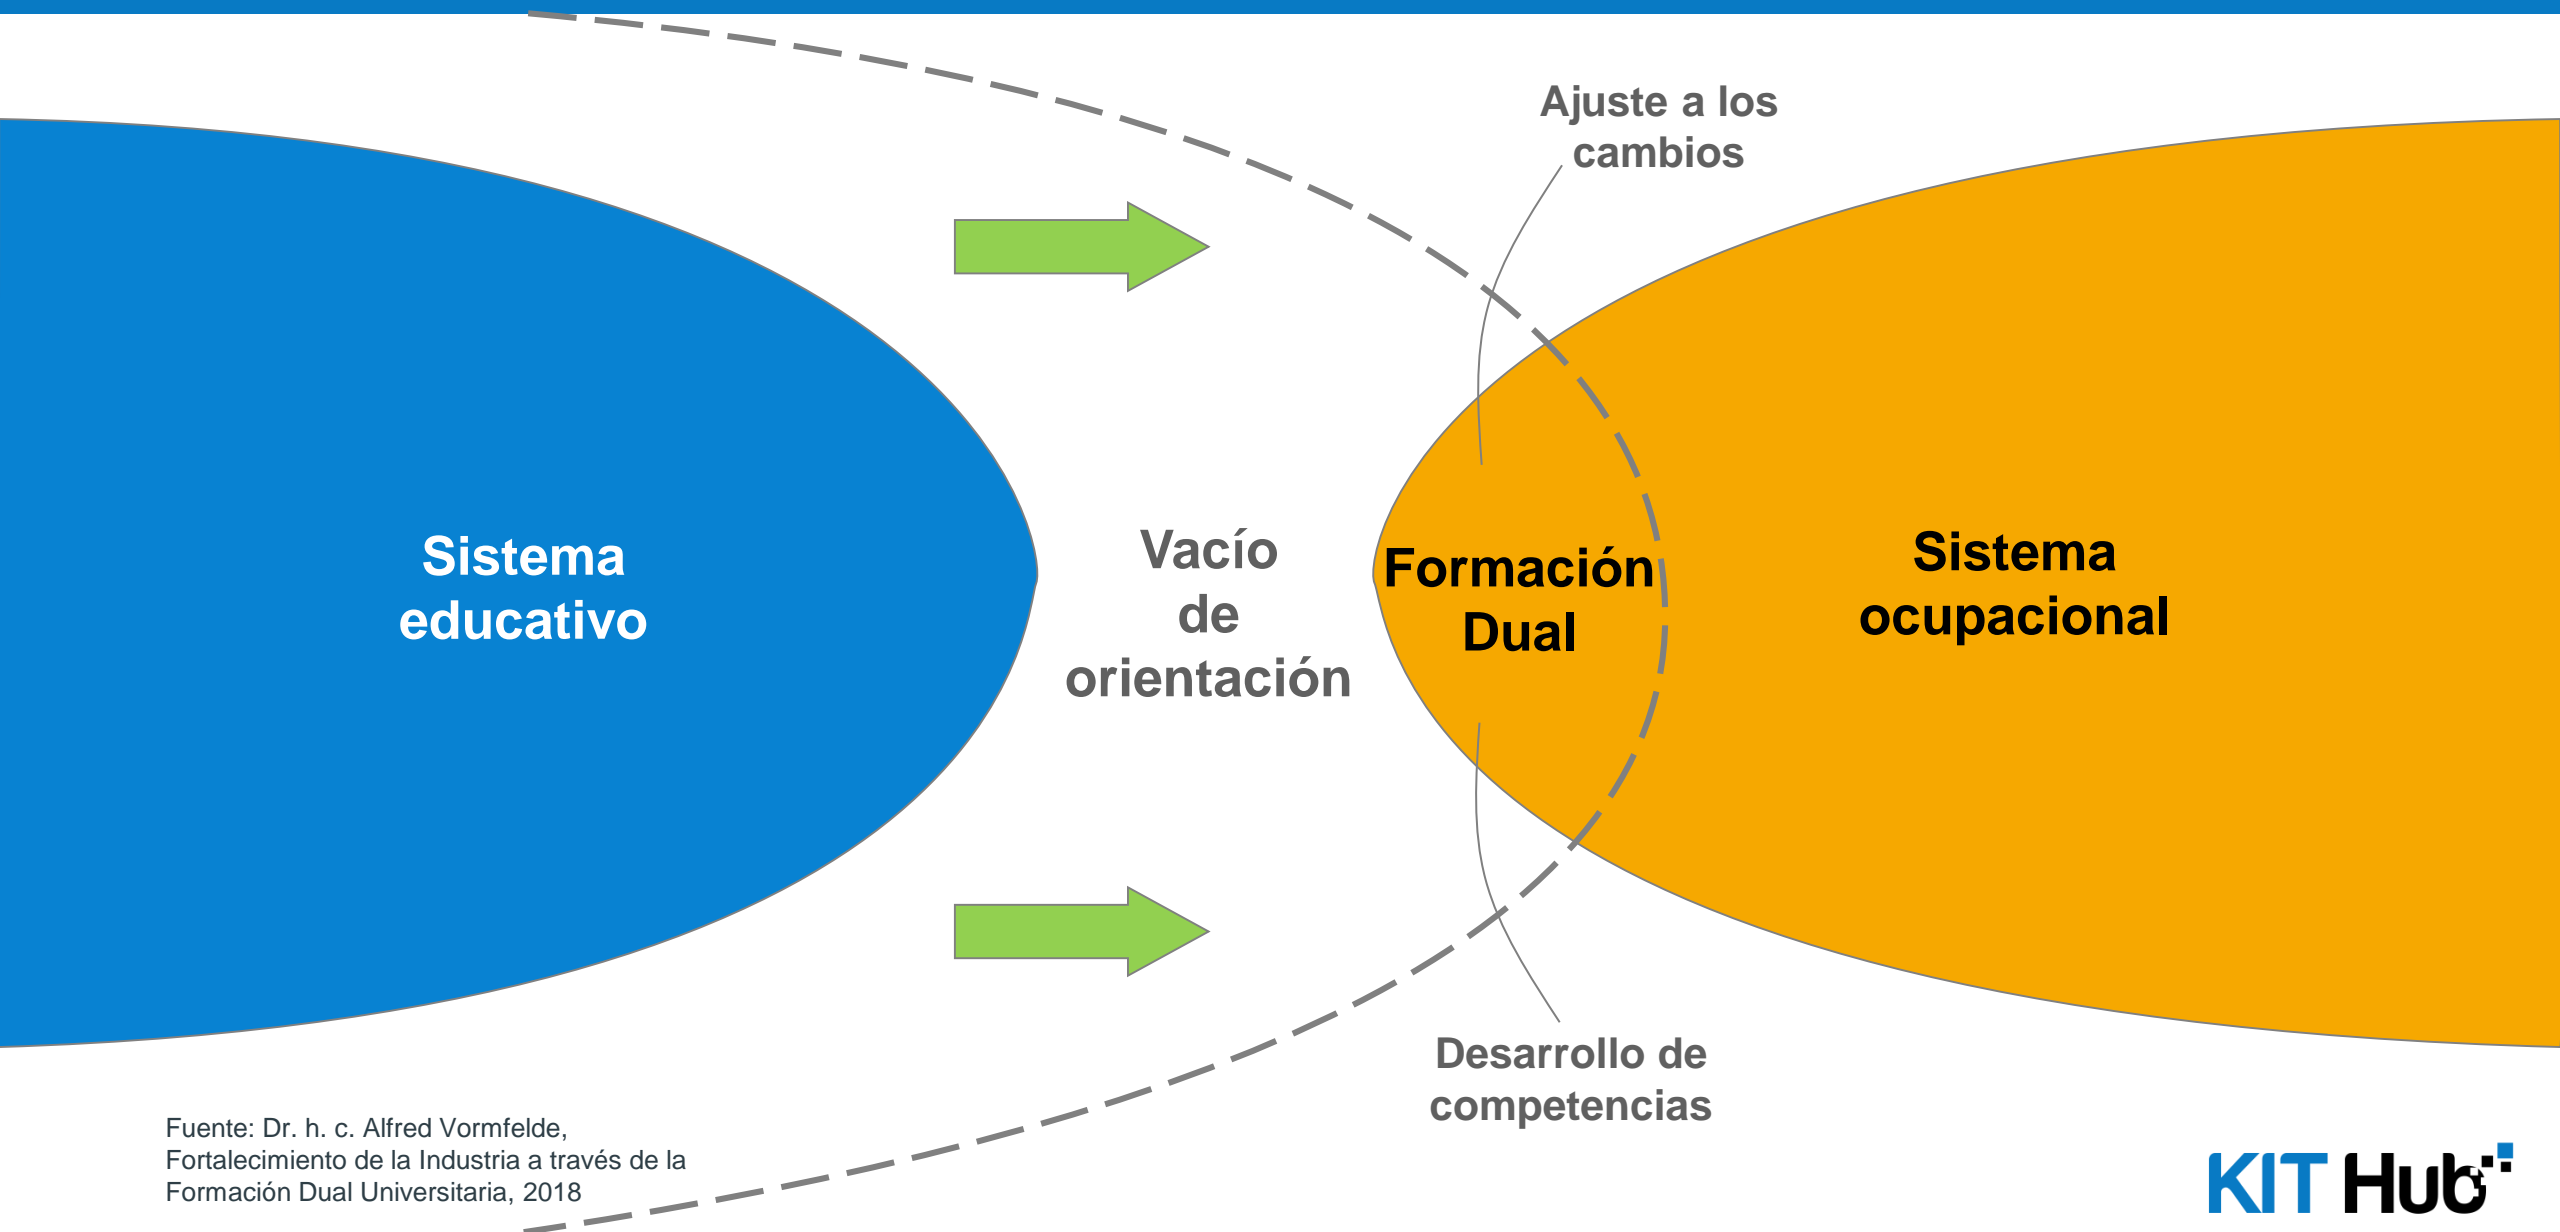 Ajuste a los
cambios
Sistema
educativo
Vacío
de
orientación
Formación
Dual
Sistema
ocupacional
Desarrollo de
competencias
Fuente: Dr. h. c. Alfred Vormfelde,
Fortalecimiento de la Industria a través de la
Formación Dual Universitaria, 2018
KIT Hub